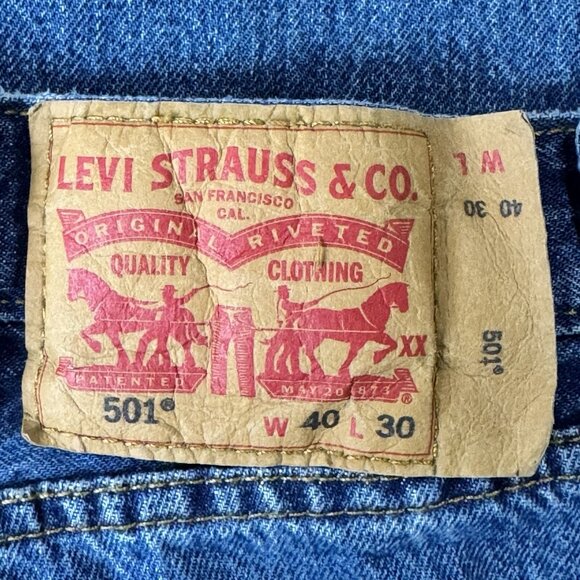 LEVI STRAUSS & CO.
SAN FRANCISCO
CAL.
ORIGINAL RIVETED
QUALITY CLOTHING
XX
PATENTED MAY 20 1873 ®
501® W 40 L 30
W L
40 30
501®